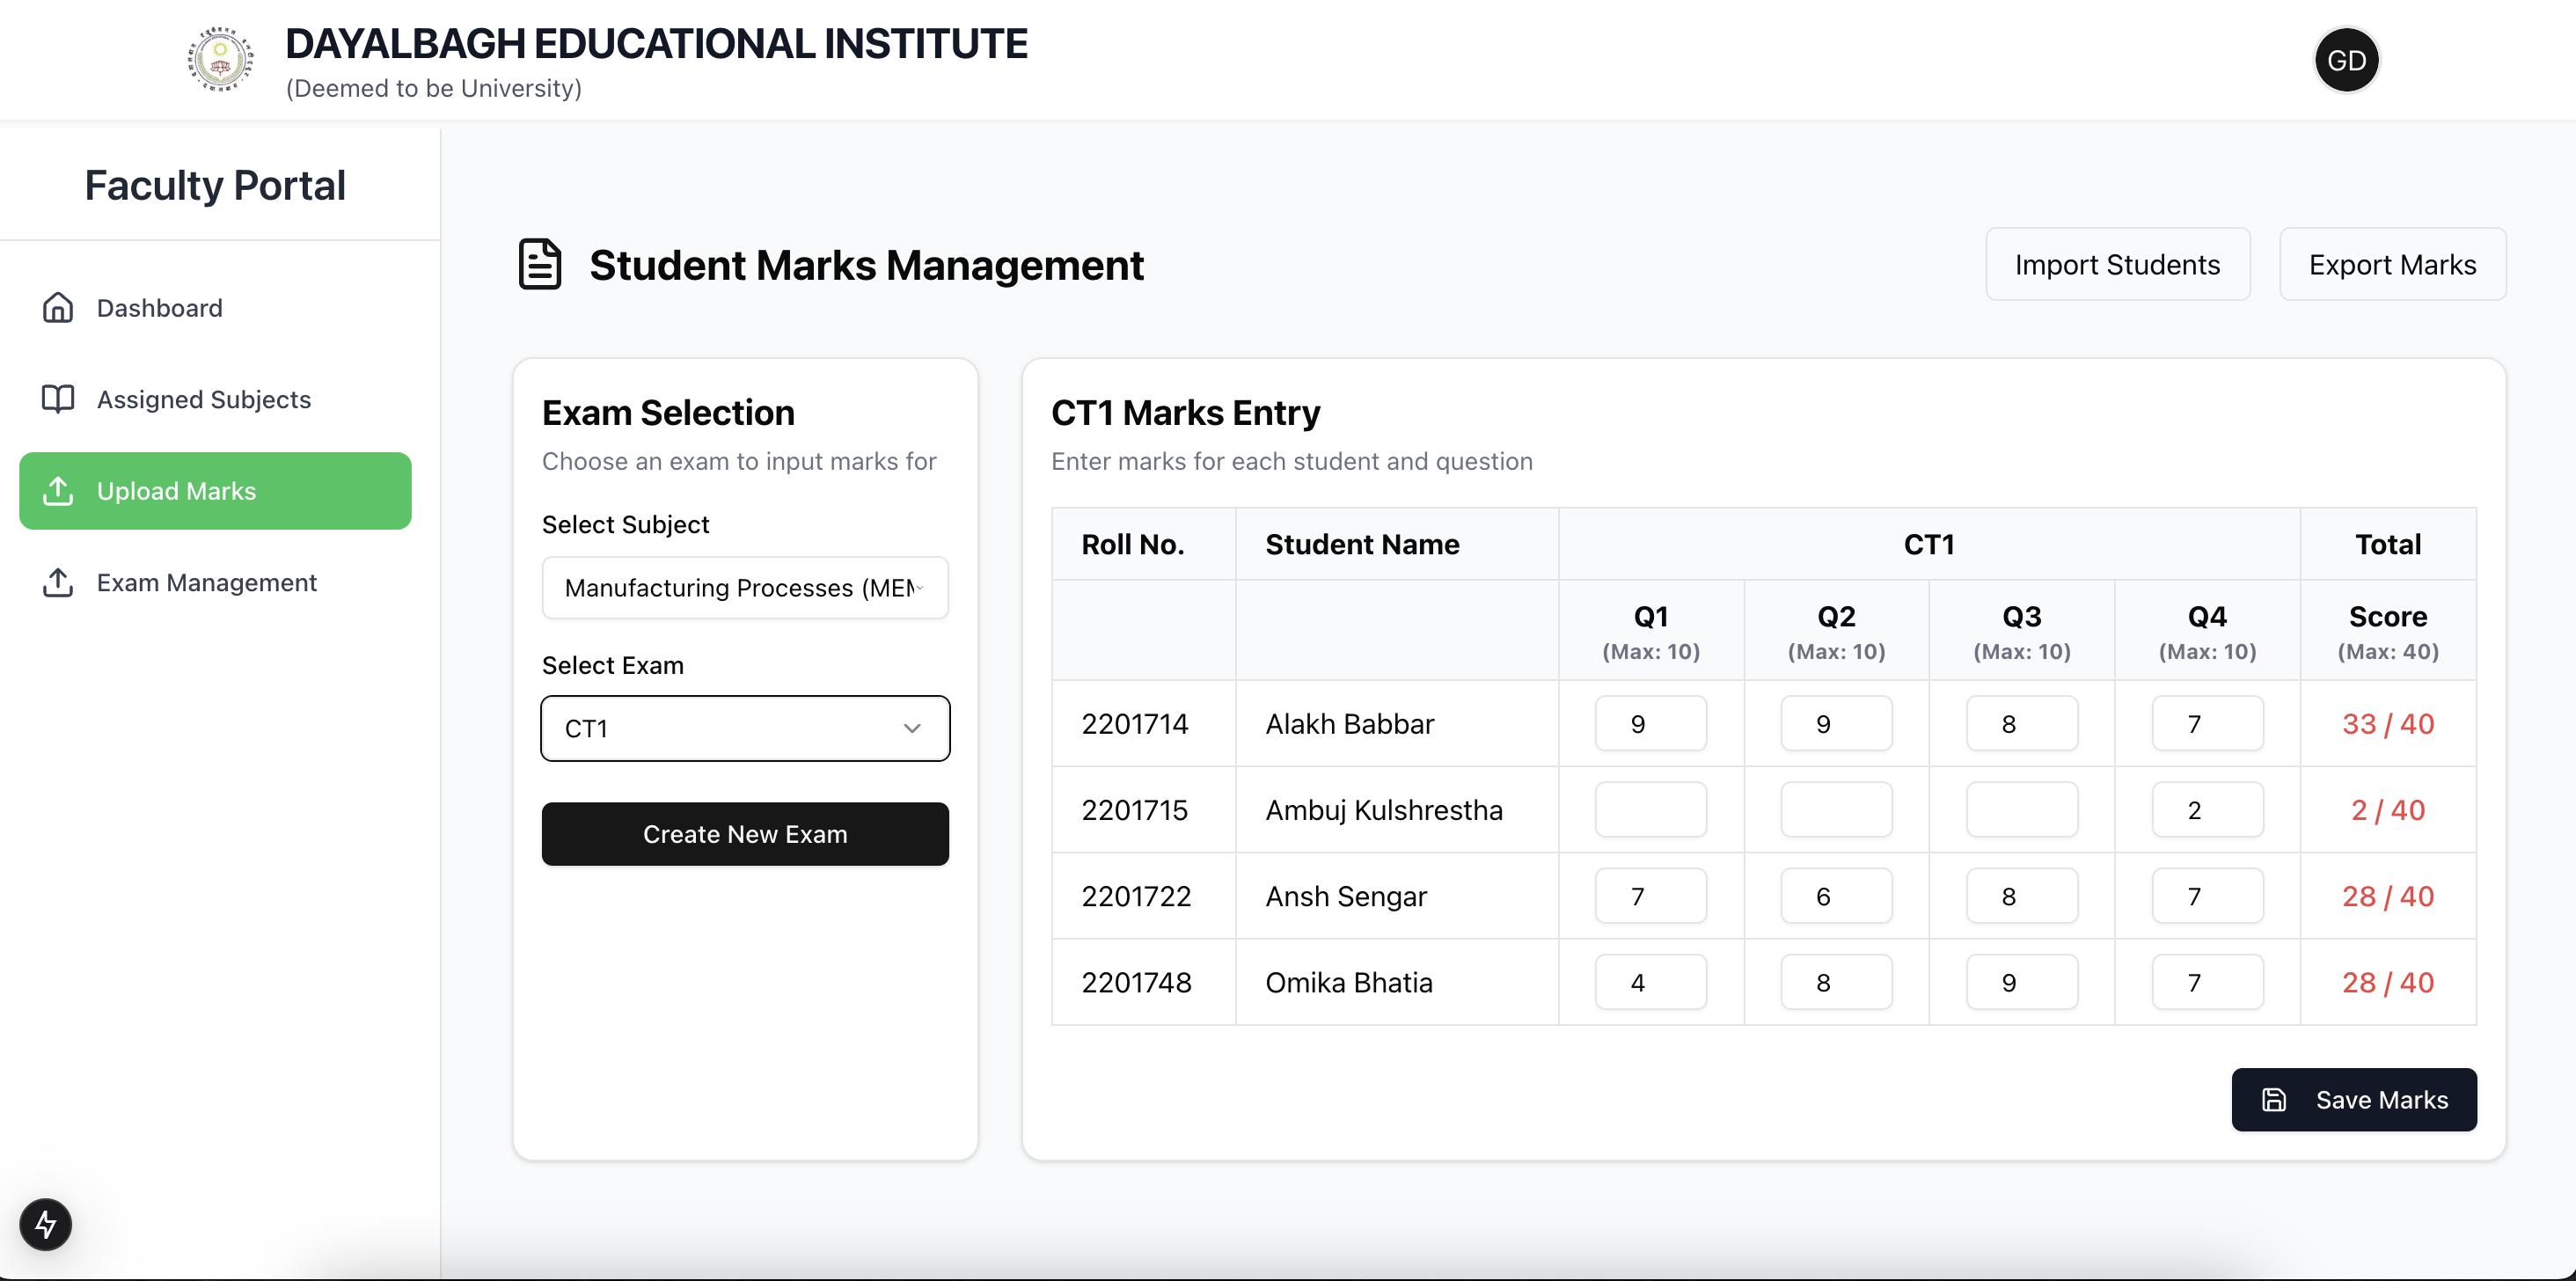 DAYALBAGH EDUCATIONAL INSTITUTE
(Deemed to be University)
GD
Faculty Portal
Dashboard
Assigned Subjects
Upload Marks
Exam Management
Student Marks Management
Import Students
Export Marks
Exam Selection
Choose an exam to input marks for
Select Subject
Manufacturing Processes (MEM
Select Exam
CT1
Create New Exam
CT1 Marks Entry
Enter marks for each student and question
Roll No. Student Name CT1 Total
Q1 Q2 Q3 Q4 Score
(Max: 10) (Max: 10) (Max: 10) (Max: 10) (Max: 40)
2201714 Alakh Babbar 9 9 8 7 33 / 40
2201715 Ambuj Kulshrestha 2 2 / 40
2201722 Ansh Sengar 7 6 8 7 28 / 40
2201748 Omika Bhatia 4 8 9 7 28 / 40
Save Marks